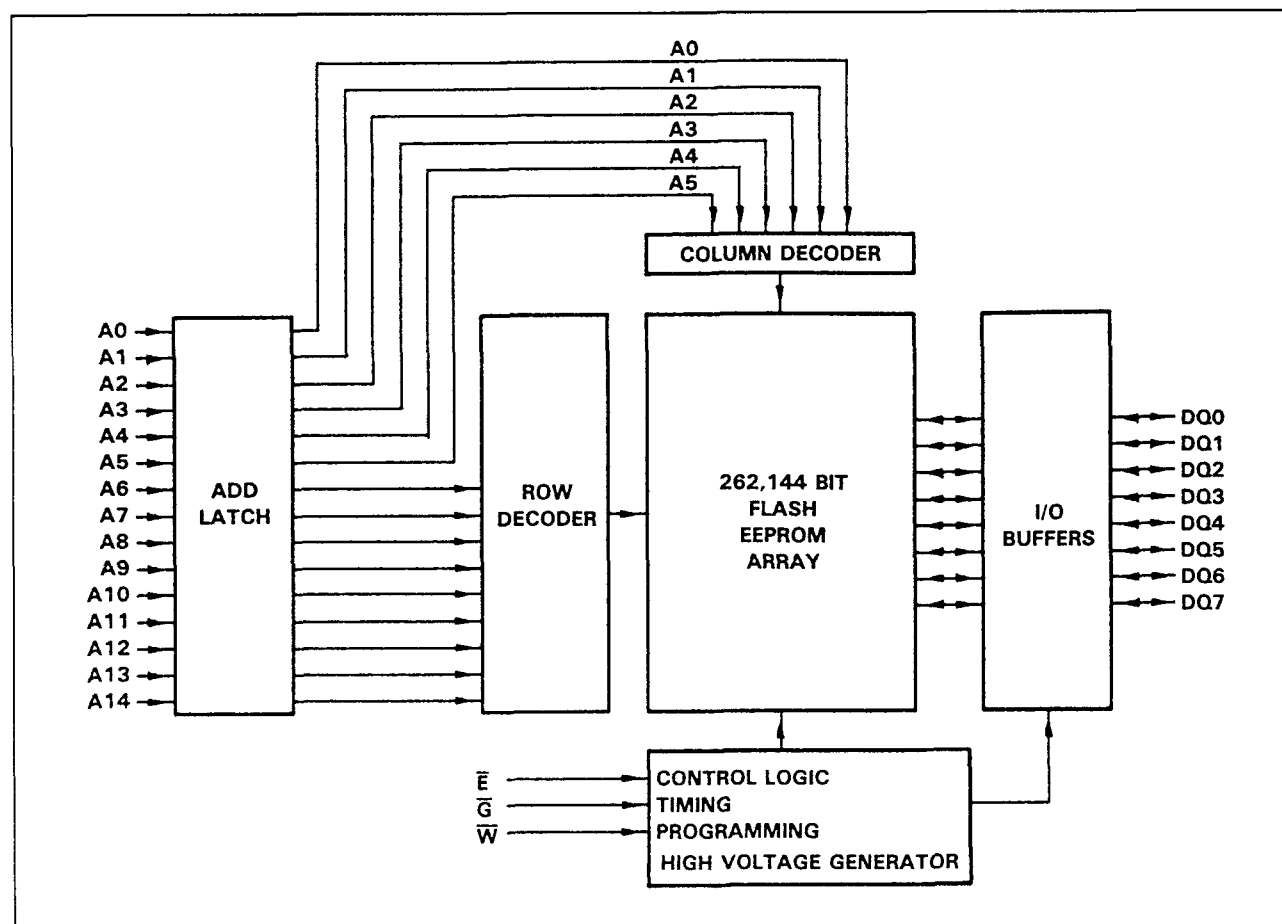 A0
A1
A2
A3
A4
A5
COLUMN DECODER
A0
A1
A2
A3
A4
A5
A6
A7
A8
A9
A10
A11
A12
A13
A14
ADD
LATCH
ROW
DECODER
262,144 BIT
FLASH
EEPROM
ARRAY
I/O
BUFFERS
DQ0
DQ1
DQ2
DQ3
DQ4
DQ5
DQ6
DQ7
E̅
G̅
W̅
CONTROL LOGIC
TIMING
PROGRAMMING
HIGH VOLTAGE GENERATOR